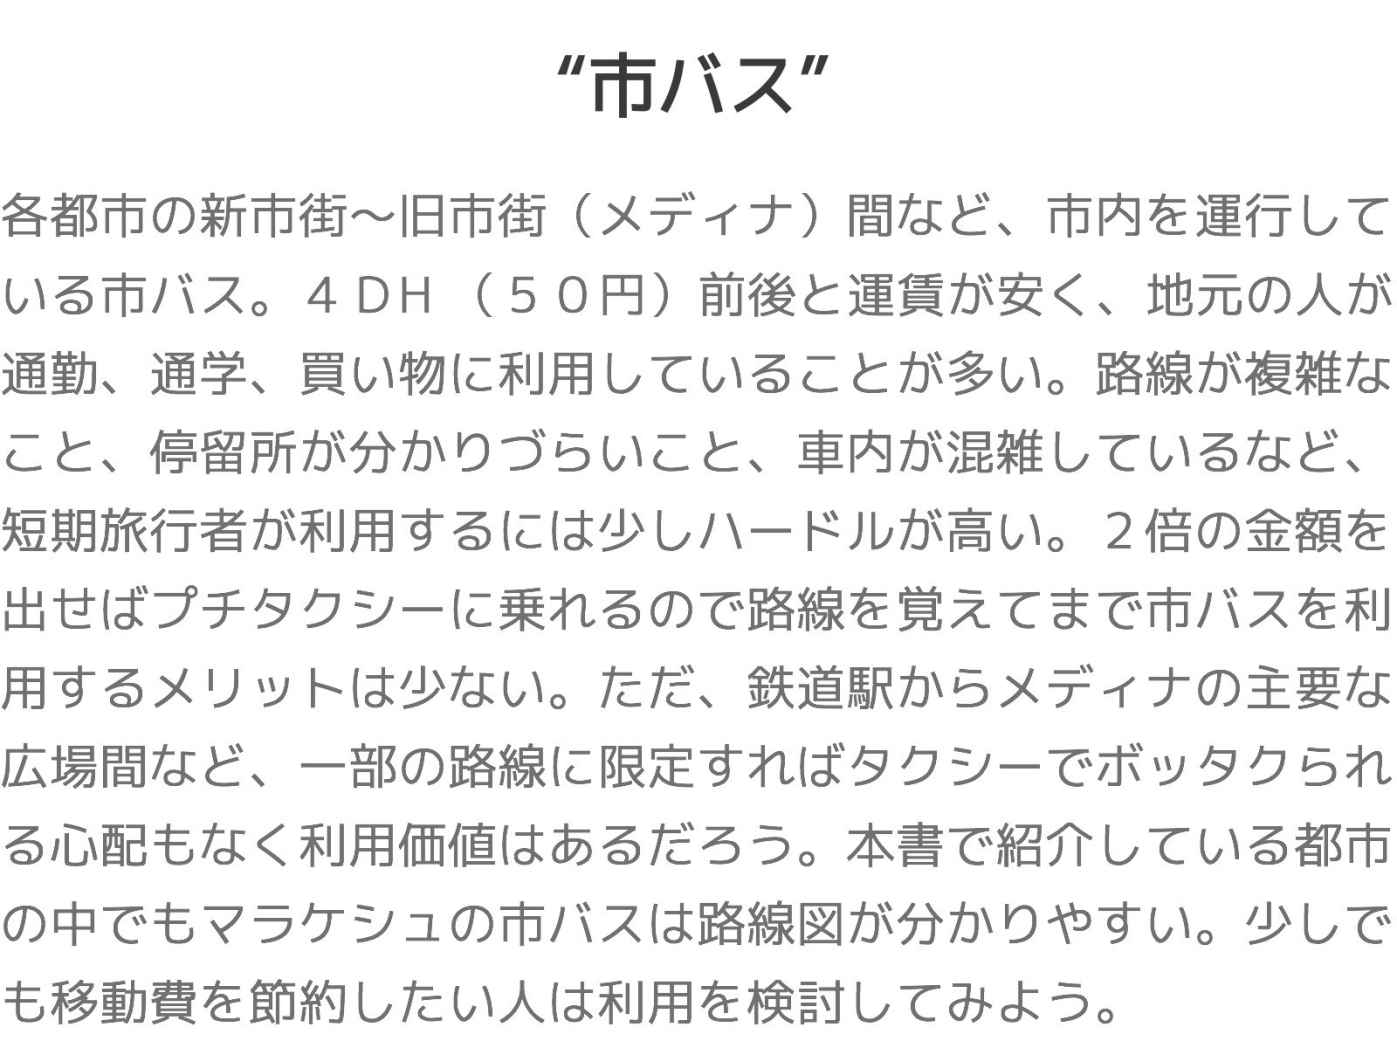 “市バス”
各都市の新市街〜旧市街（メディナ）間など、市内を運行して
いる市バス。４ＤＨ（５０円）前後と運賃が安く、地元の人が
通勤、通学、買い物に利用していることが多い。路線が複雑な
こと、停留所が分かりづらいこと、車内が混雑しているなど、
短期旅行者が利用するには少しハードルが高い。２倍の金額を
出せばプチタクシーに乗れるので路線を覚えてまで市バスを利
用するメリットは少ない。ただ、鉄道駅からメディナの主要な
広場間など、一部の路線に限定すればタクシーでボッタクられ
る心配もなく利用価値はあるだろう。本書で紹介している都市
の中でもマラケシュの市バスは路線図が分かりやすい。少しで
も移動費を節約したい人は利用を検討してみよう。